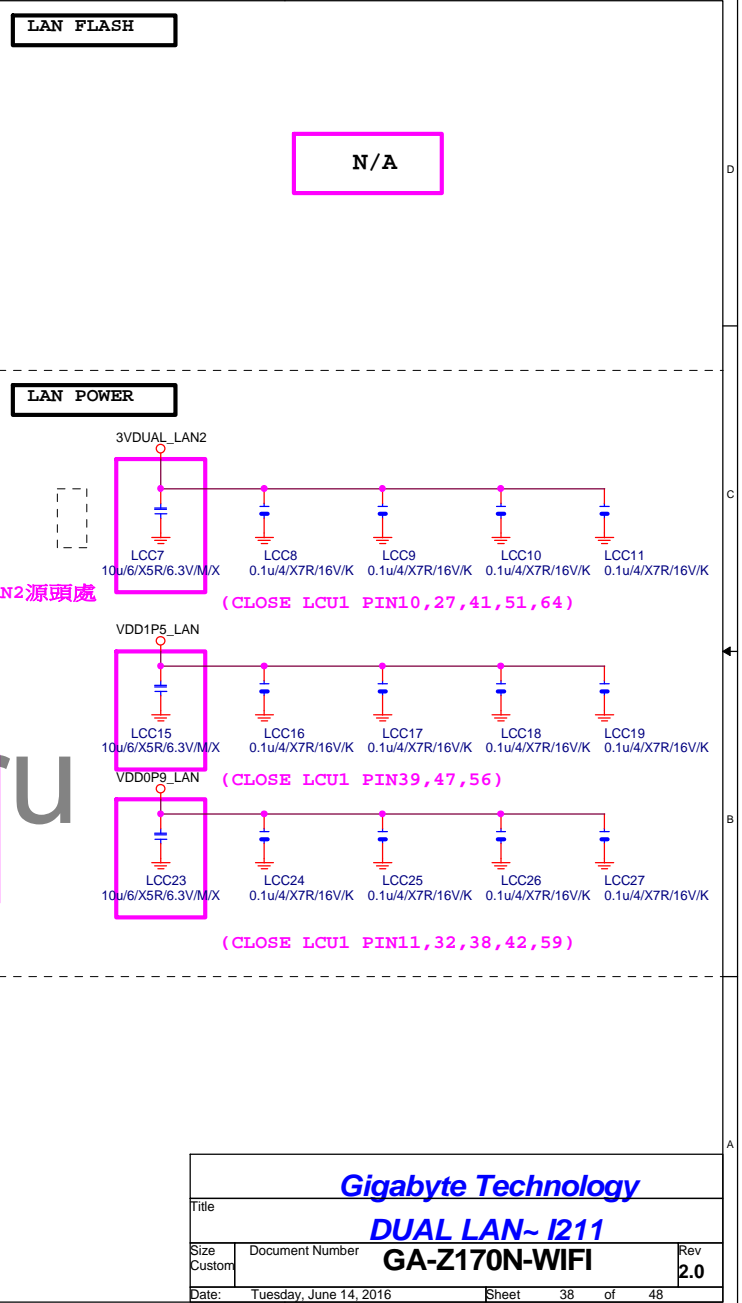 LAN FLASH
N/A
D
LAN POWER
3VDUAL_LAN2
C
LCC7 LCC8 LCC9 LCC10 LCC11
10u/6/X5R/6.3V/M/X 0.1u/4/X7R/16V/K 0.1u/4/X7R/16V/K 0.1u/4/X7R/16V/K 0.1u/4/X7R/16V/K
N2源頭處
(CLOSE LCU1 PIN10,27,41,51,64)
VDD1P5_LAN
LCC15 LCC16 LCC17 LCC18 LCC19
10u/6/X5R/6.3V/M/X 0.1u/4/X7R/16V/K 0.1u/4/X7R/16V/K 0.1u/4/X7R/16V/K 0.1u/4/X7R/16V/K
VDD0P9_LAN
(CLOSE LCU1 PIN39,47,56)
ru
B
LCC23 LCC24 LCC25 LCC26 LCC27
10u/6/X5R/6.3V/M/X 0.1u/4/X7R/16V/K 0.1u/4/X7R/16V/K 0.1u/4/X7R/16V/K 0.1u/4/X7R/16V/K
(CLOSE LCU1 PIN11,32,38,42,59)
A
Gigabyte Technology
Title
DUAL LAN~ I211
Size Document Number Rev
Custom GA-Z170N-WIFI 2.0
Date: Tuesday, June 14, 2016 Sheet 38 of 48